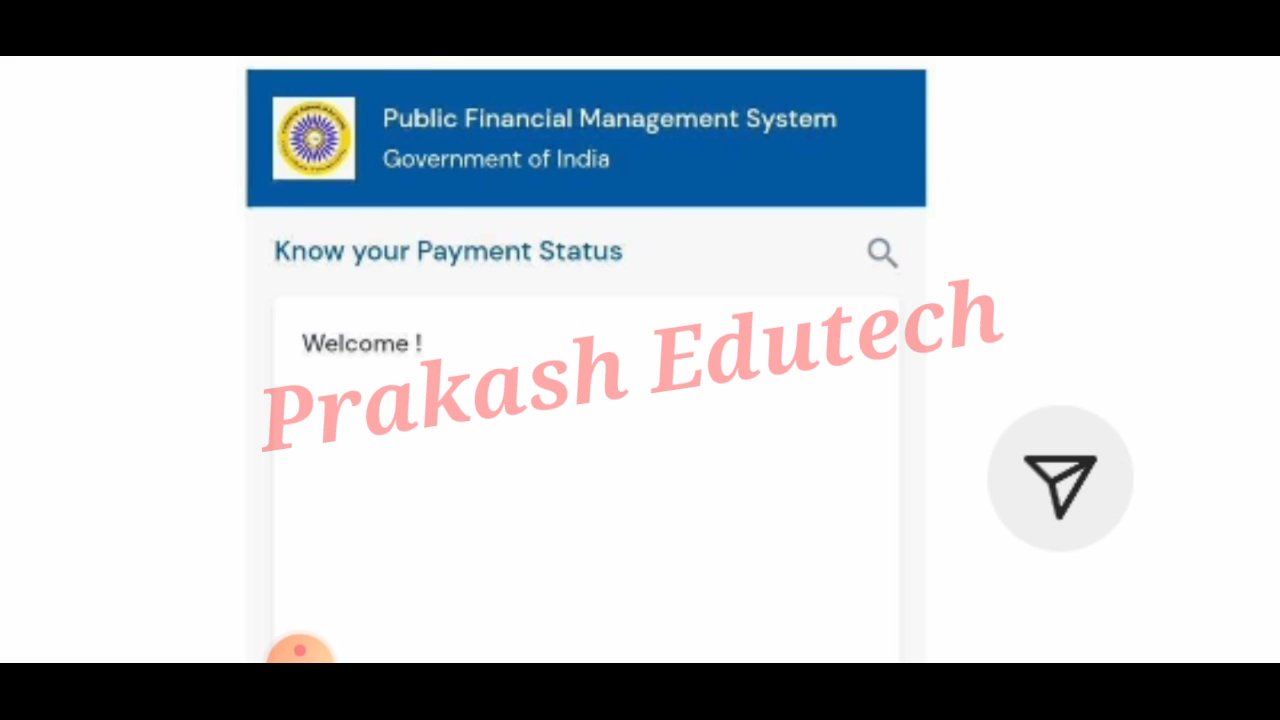 Public Financial Management System
Government of India
Know your Payment Status
Welcome !
Prakash Edutech